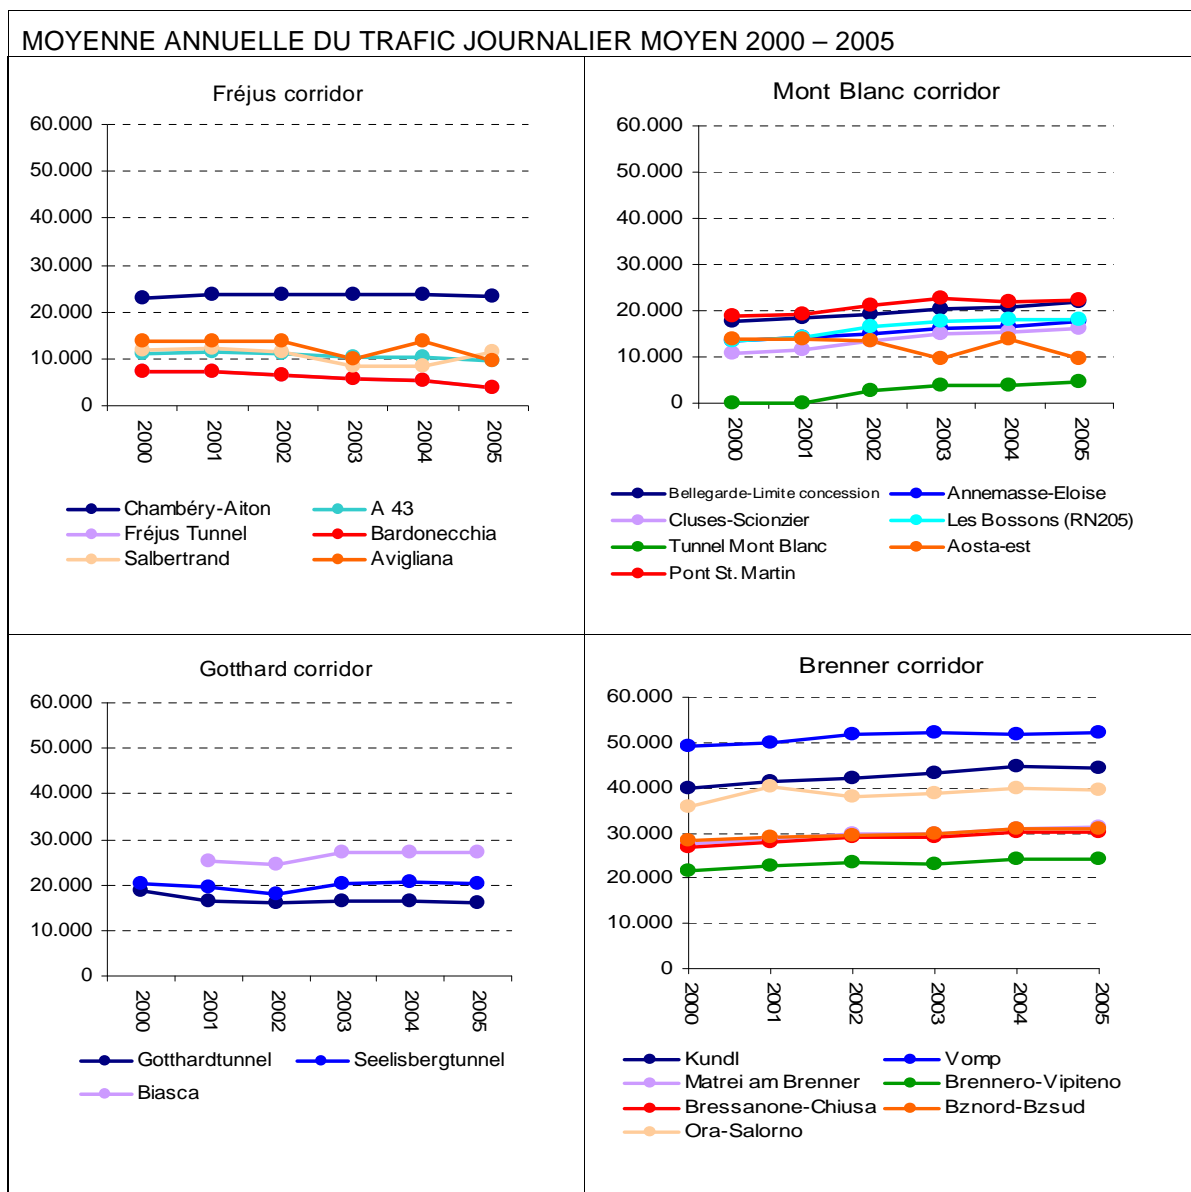 MOYENNE ANNUELLE DU TRAFIC JOURNALIER MOYEN 2000 – 2005
Fréjus corridor
60.000
50.000
40.000
30.000
20.000
10.000
0
2000 2001 2002 2003 2004 2005
Chambéry-Aiton A 43
Fréjus Tunnel Bardonecchia
Salbertrand Avigliana
Mont Blanc corridor
60.000
50.000
40.000
30.000
20.000
10.000
0
2000 2001 2002 2003 2004 2005
Bellegarde-Limite concession Annemasse-Eloise
Cluses-Scionzier Les Bossons (RN205)
Tunnel Mont Blanc Aosta-est
Pont St. Martin
Gotthard corridor
60.000
50.000
40.000
30.000
20.000
10.000
0
2000 2001 2002 2003 2004 2005
Gotthardtunnel Seelisbergtunnel
Biasca
Brenner corridor
60.000
50.000
40.000
30.000
20.000
10.000
0
2000 2001 2002 2003 2004 2005
Kundl Vomp
Matrei am Brenner Brennero-Vipiteno
Bressanone-Chiusa Bznord-Bzsud
Ora-Salorno